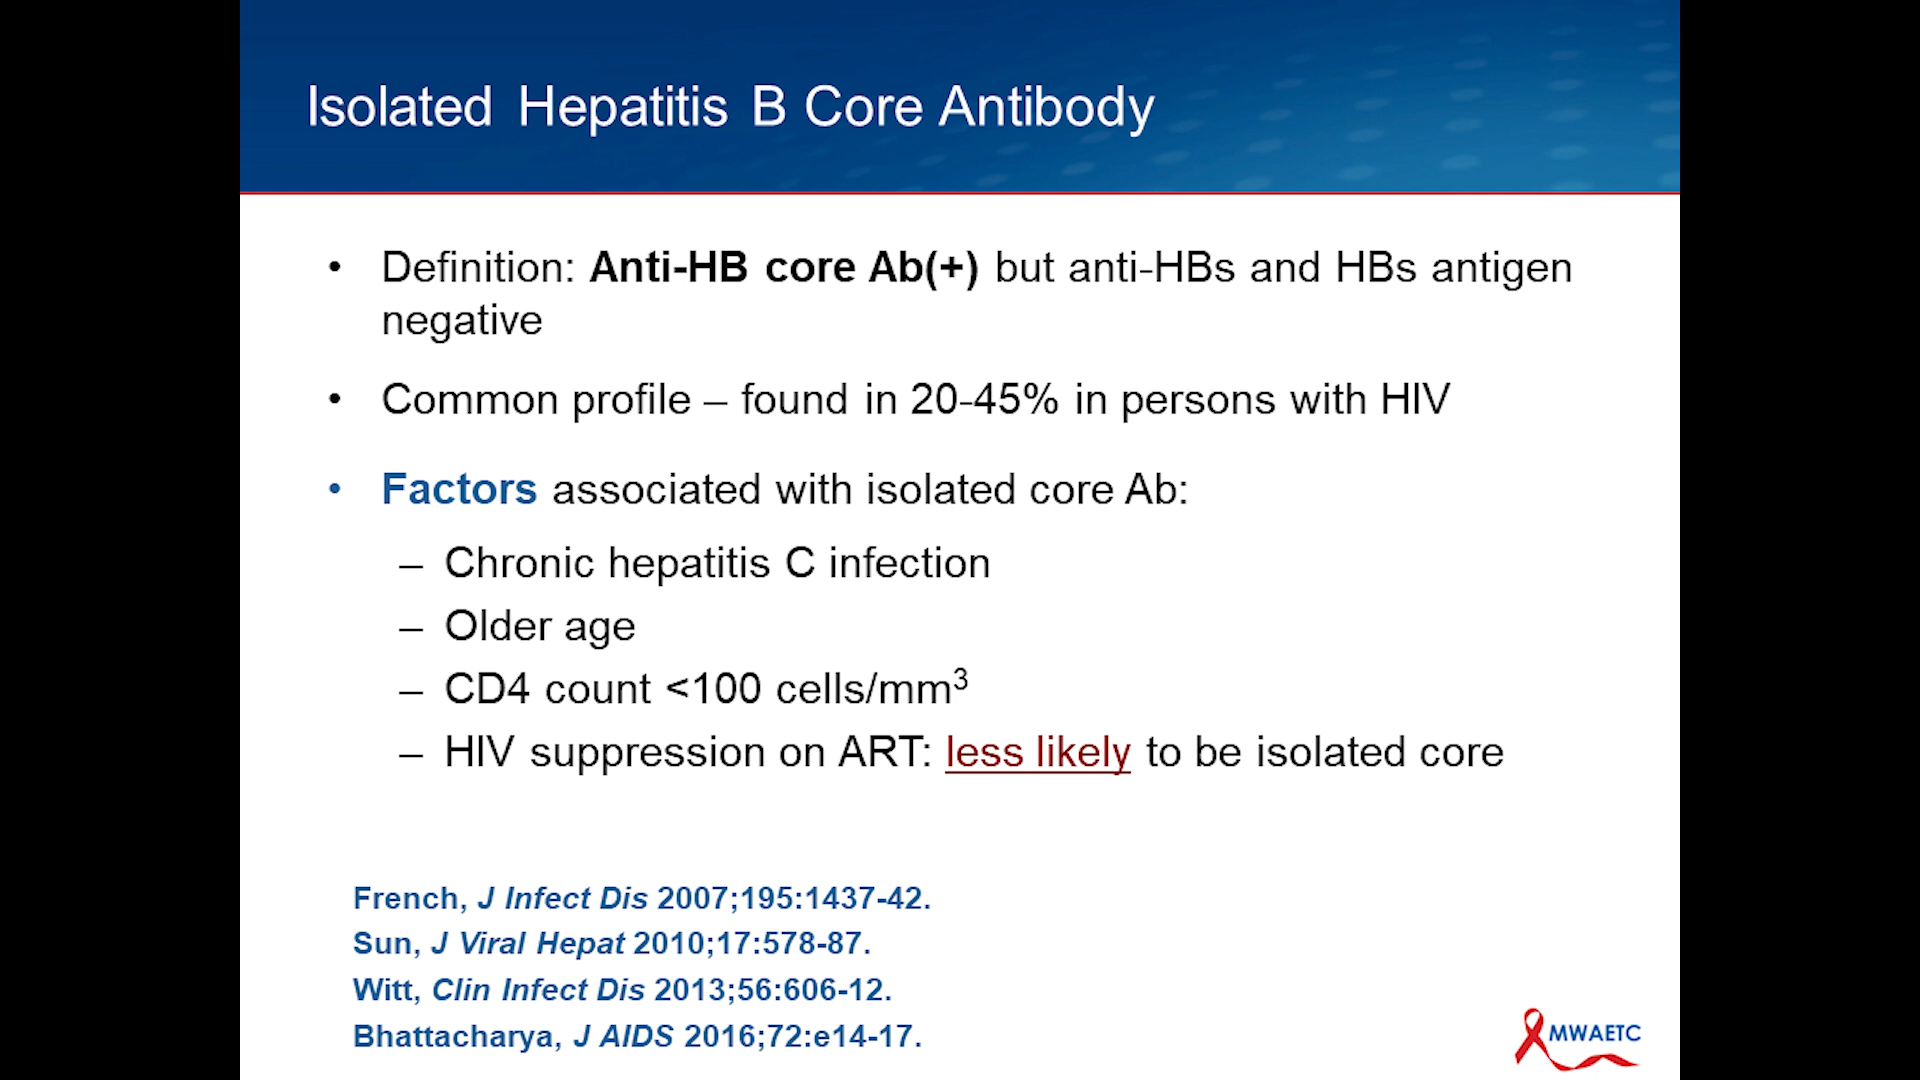 Isolated Hepatitis B Core Antibody
• Definition: Anti-HB core Ab(+) but anti-HBs and HBs antigen
negative
• Common profile – found in 20-45% in persons with HIV
• Factors associated with isolated core Ab:
– Chronic hepatitis C infection
– Older age
– CD4 count <100 cells/mm³
– HIV suppression on ART: less likely to be isolated core
French, J Infect Dis 2007;195:1437-42.
Sun, J Viral Hepat 2010;17:578-87.
Witt, Clin Infect Dis 2013;56:606-12.
Bhattacharya, J AIDS 2016;72:e14-17.
MWAETC